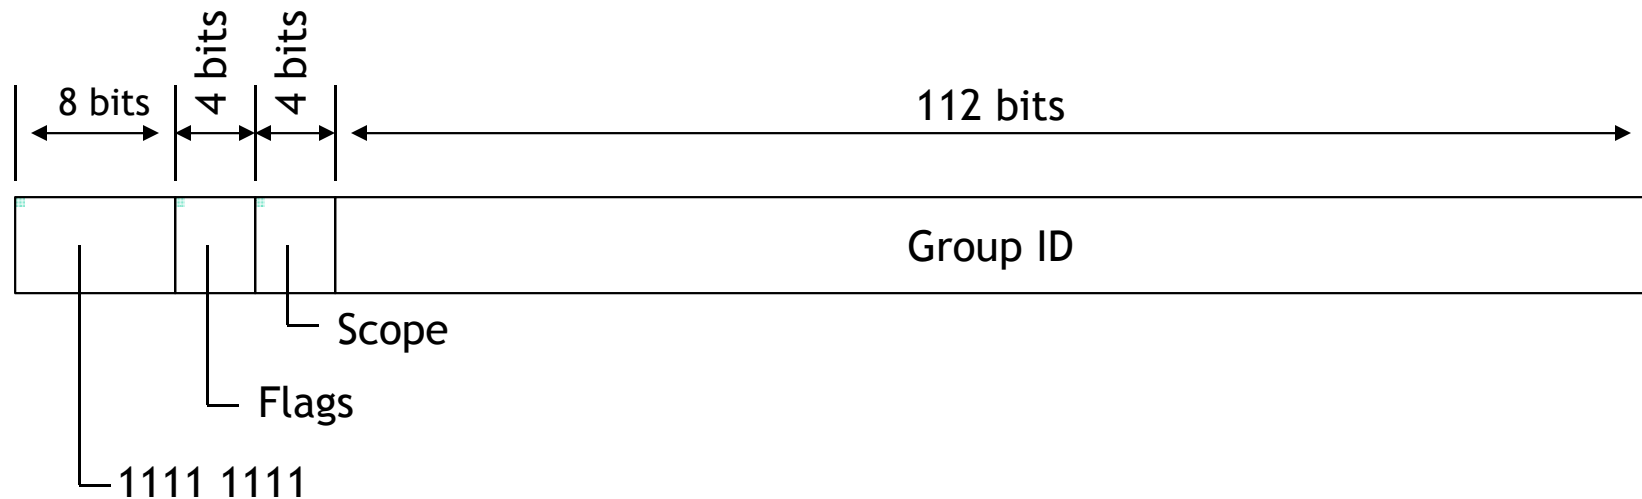 8 bits
4 bits
4 bits
112 bits
Group ID
Scope
Flags
1111 1111